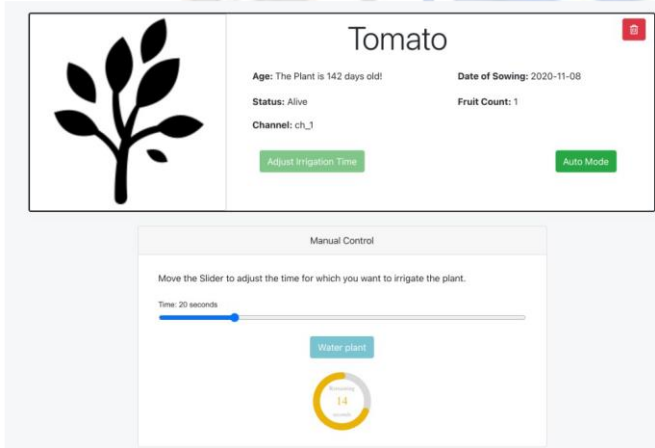 Tomato
Age: The Plant is 142 days old! Date of Sowing: 2020-11-08
Status: Alive Fruit Count: 1
Channel: ch_1
Adjust Irrigation Time Auto Mode
Manual Control
Move the Slider to adjust the time for which you want to irrigate the plant.
Time: 20 seconds
Water plant
Remaining
14
seconds